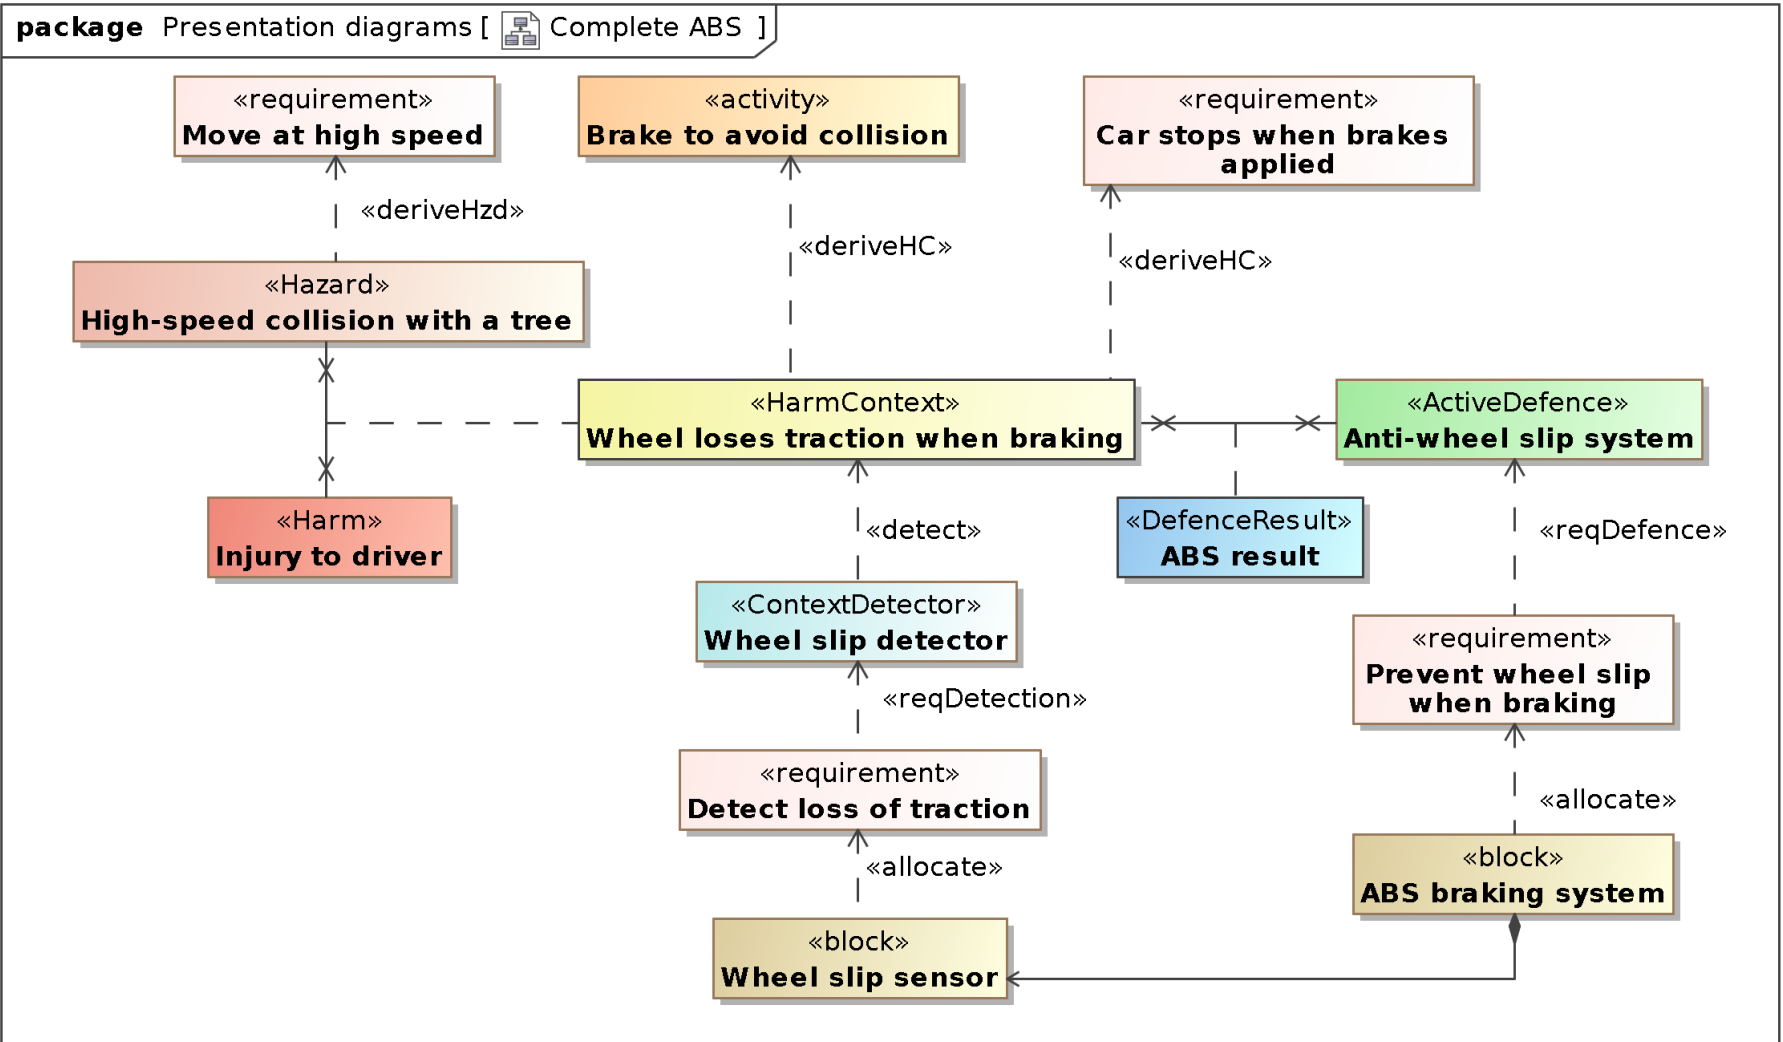 package Presentation diagrams [ Complete ABS ]
«requirement»
Move at high speed
«activity»
Brake to avoid collision
«requirement»
Car stops when brakes
applied
«deriveHzd»
«deriveHC»
«deriveHC»
«Hazard»
High-speed collision with a tree
«HarmContext»
Wheel loses traction when braking
«ActiveDefence»
Anti-wheel slip system
«Harm»
Injury to driver
«detect»
«DefenceResult»
ABS result
«reqDefence»
«ContextDetector»
Wheel slip detector
«requirement»
Prevent wheel slip
when braking
«reqDetection»
«requirement»
Detect loss of traction
«allocate»
«allocate»
«block»
ABS braking system
«block»
Wheel slip sensor